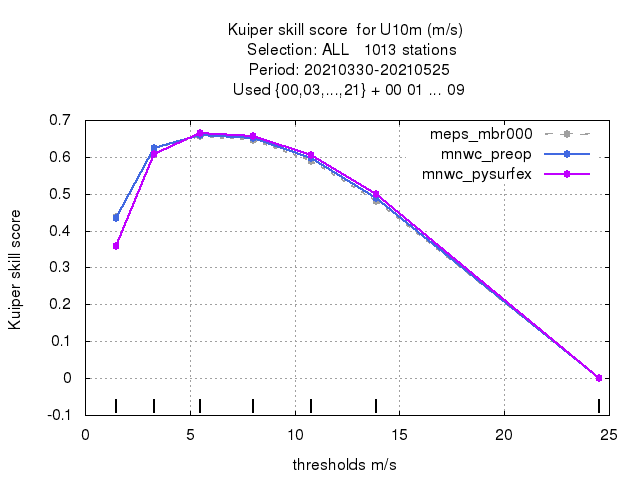 Kuiper skill score  for U10m (m/s)
Selection: ALL   1013 stations
Period: 20210330-20210525
Used {00,03,...,21} + 00 01 ... 09
meps_mbr000
mnwc_preop
mnwc_pysurfex
Kuiper skill score
0.7
0.6
0.5
0.4
0.3
0.2
0.1
0
-0.1
0 5 10 15 20 25
thresholds m/s